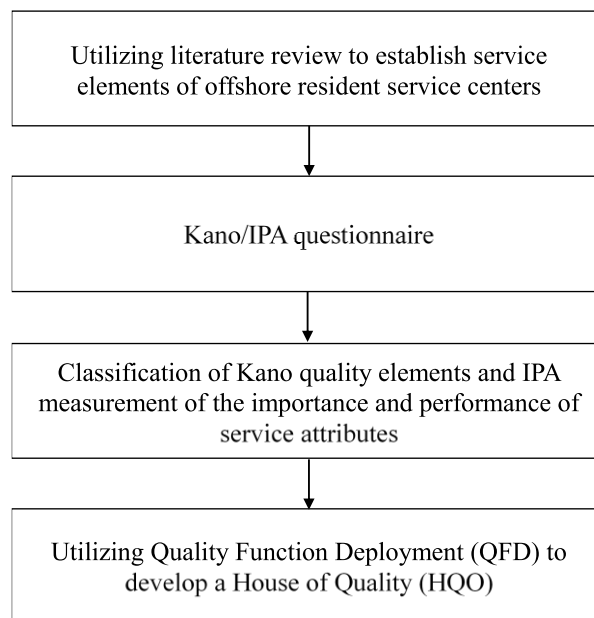 Utilizing literature review to establish service
elements of offshore resident service centers
Kano/IPA questionnaire
Classification of Kano quality elements and IPA
measurement of the importance and performance of
service attributes
Utilizing Quality Function Deployment (QFD) to
develop a House of Quality (HQO)